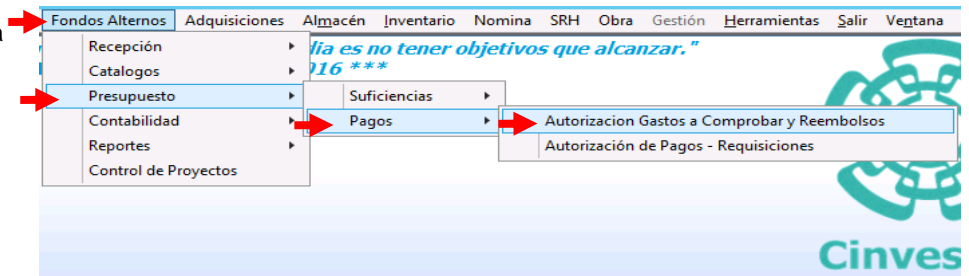 Fondos Alternos Adquisiciones Almacén Inventario Nomina SRH Obra Gestión Herramientas Salir Ventana
Recepción
dia es no tener objetivos que alcanzar."
Catalogos
016 ***
Presupuesto
Suficiencias
Contabilidad
Pagos
Autorizacion Gastos a Comprobar y Reembolsos
Reportes
Autorización de Pagos - Requisiciones
Control de Proyectos
Cinves